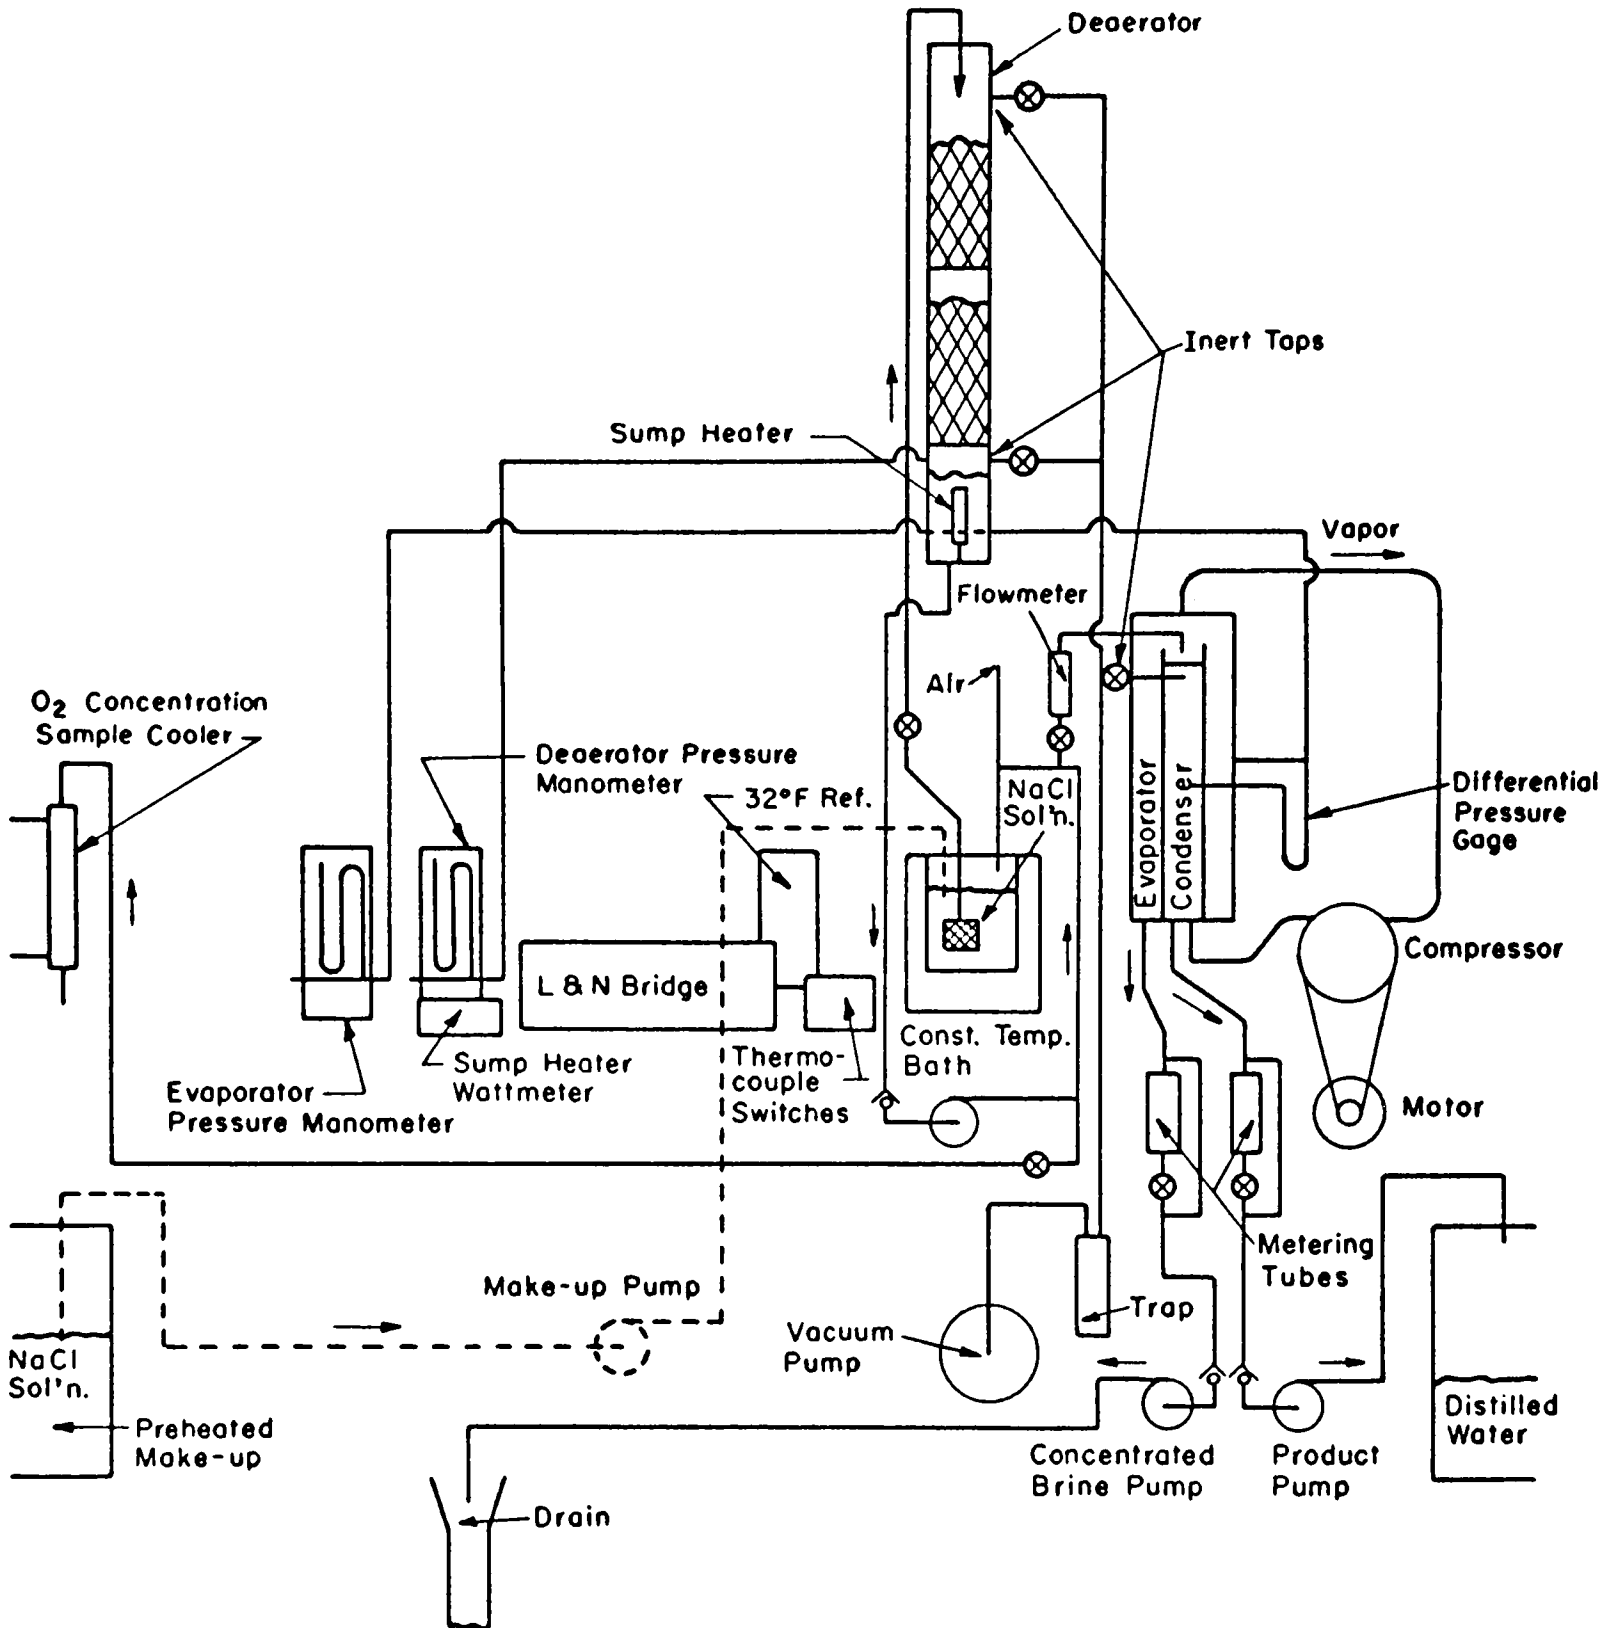 Deaerator
Inert Taps
Sump Heater
Vapor
Flowmeter
Air
O2 Concentration
Sample Cooler
Deaerator Pressure
Manometer
32°F Ref.
NaCl
Sol'n.
Evaporator
Condenser
Differential
Pressure
Gage
Compressor
L & N Bridge
Const. Temp.
Bath
Thermo-
couple
Switches
Sump Heater
Wattmeter
Evaporator
Pressure Manometer
Motor
Metering
Tubes
Make-up Pump
Trap
Vacuum
Pump
NaCl
Sol'n.
Preheated
Make-up
Distilled
Water
Concentrated
Brine Pump
Product
Pump
Drain